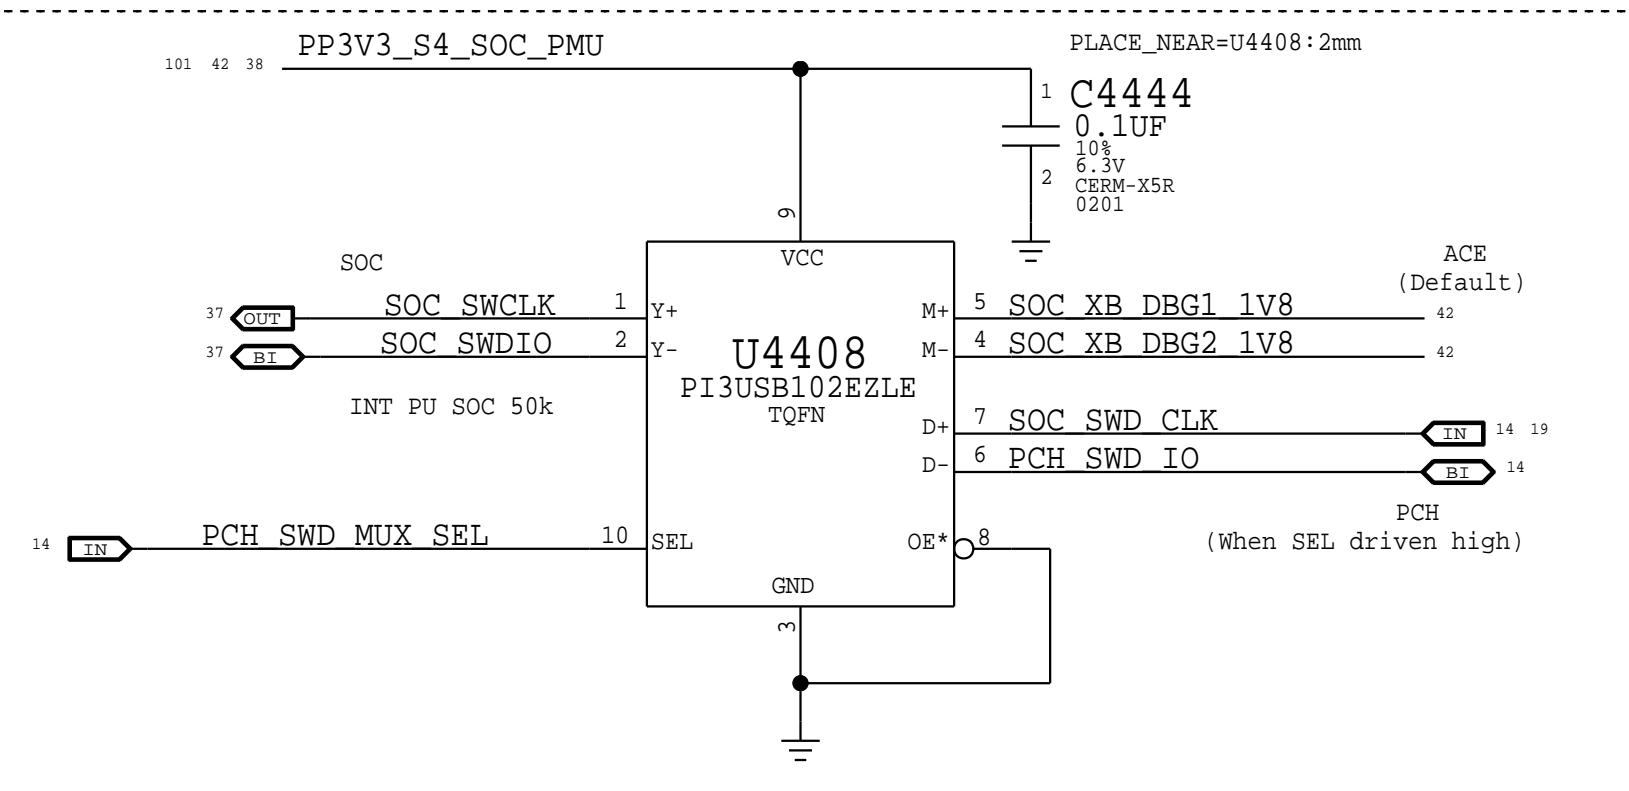 PP3V3_S4_SOC_PMU
101 42 38
PLACE_NEAR=U4408:2mm
1
C4444
0.1UF
10%
6.3V
2
CERM-X5R
0201
9
VCC
SOC
ACE
(Default)
37 OUT SOC_SWCLK 1 Y+
M+ 5 SOC_XB_DBG1_1V8 42
37 BI SOC_SWDIO 2 Y-
M- 4 SOC_XB_DBG2_1V8 42
U4408
PI3USB102EZLE
TQFN
INT PU SOC 50k
D+ 7 SOC_SWD_CLK IN 14 19
D- 6 PCH_SWD_IO BI 14
PCH
(When SEL driven high)
14 IN PCH_SWD_MUX_SEL 10 SEL
OE* 8
GND
3